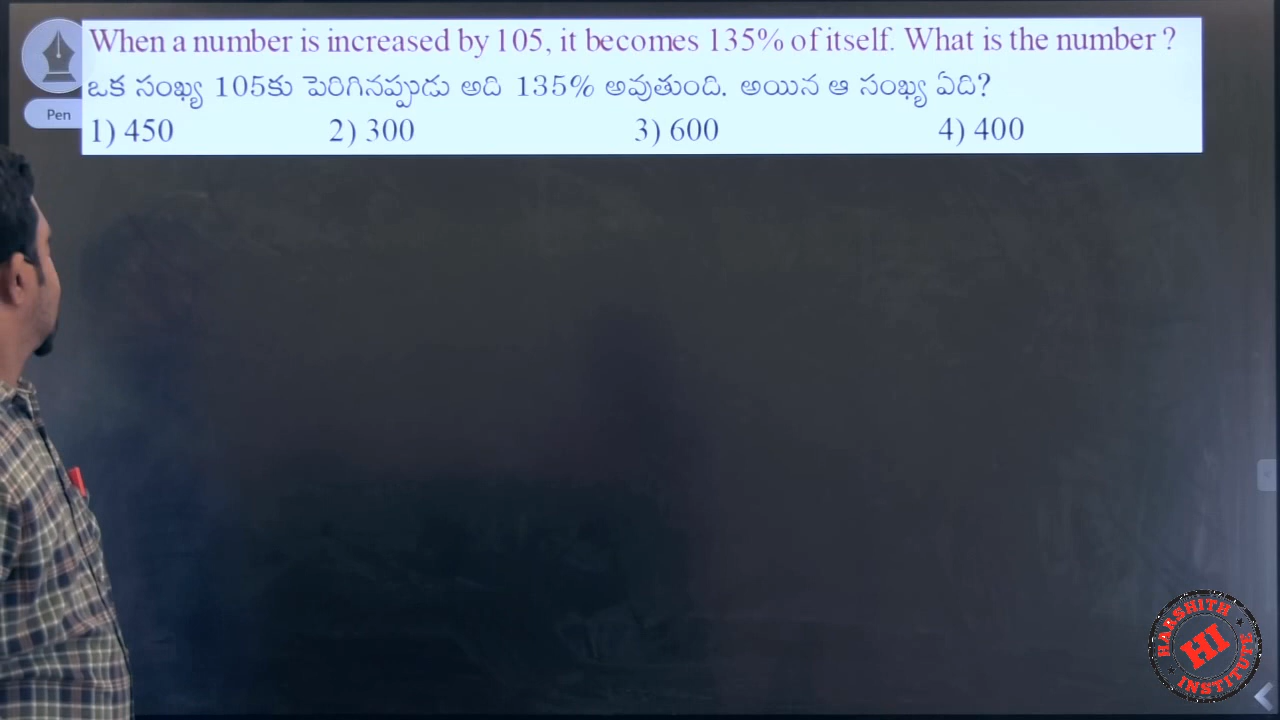 When a number is increased by 105, it becomes 135% of itself. What is the number ?
ఒక సంఖ్య 105కు పెరిగినప్పుడు అది 135% అవుతుంది. అయిన ఆ సంఖ్య ఏది?
Pen
1) 450 2) 300 3) 600 4) 400
HARSHITH
HI
INSTITUTE